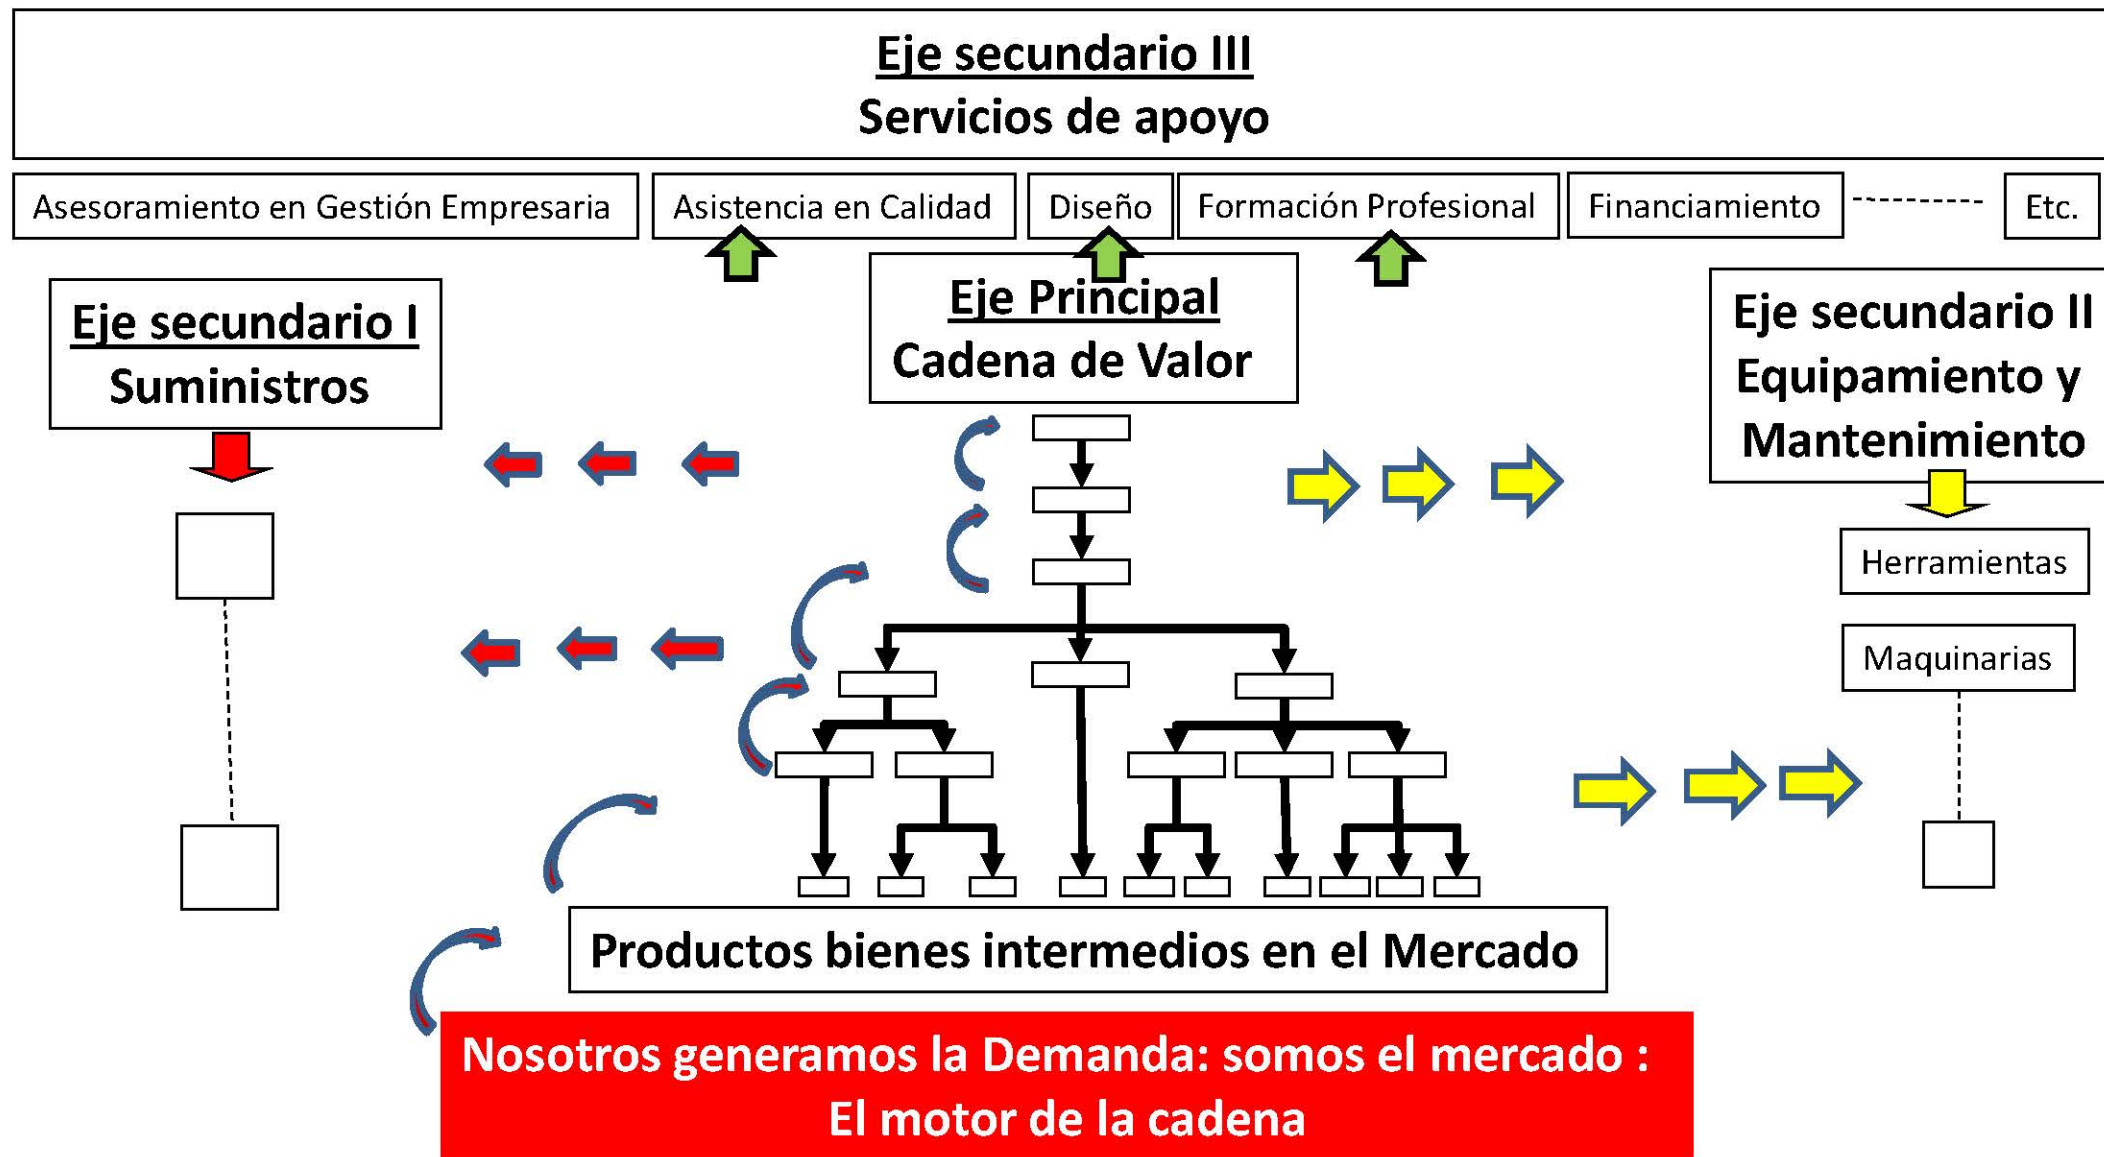 Eje secundario III
Servicios de apoyo
Asesoramiento en Gestión Empresaria
Asistencia en Calidad
Diseño
Formación Profesional
Financiamiento
Etc.
Eje secundario I
Suministros
Eje Principal
Cadena de Valor
Eje secundario II
Equipamiento y
Mantenimiento
Herramientas
Maquinarias
Productos bienes intermedios en el Mercado
Nosotros generamos la Demanda: somos el mercado :
El motor de la cadena